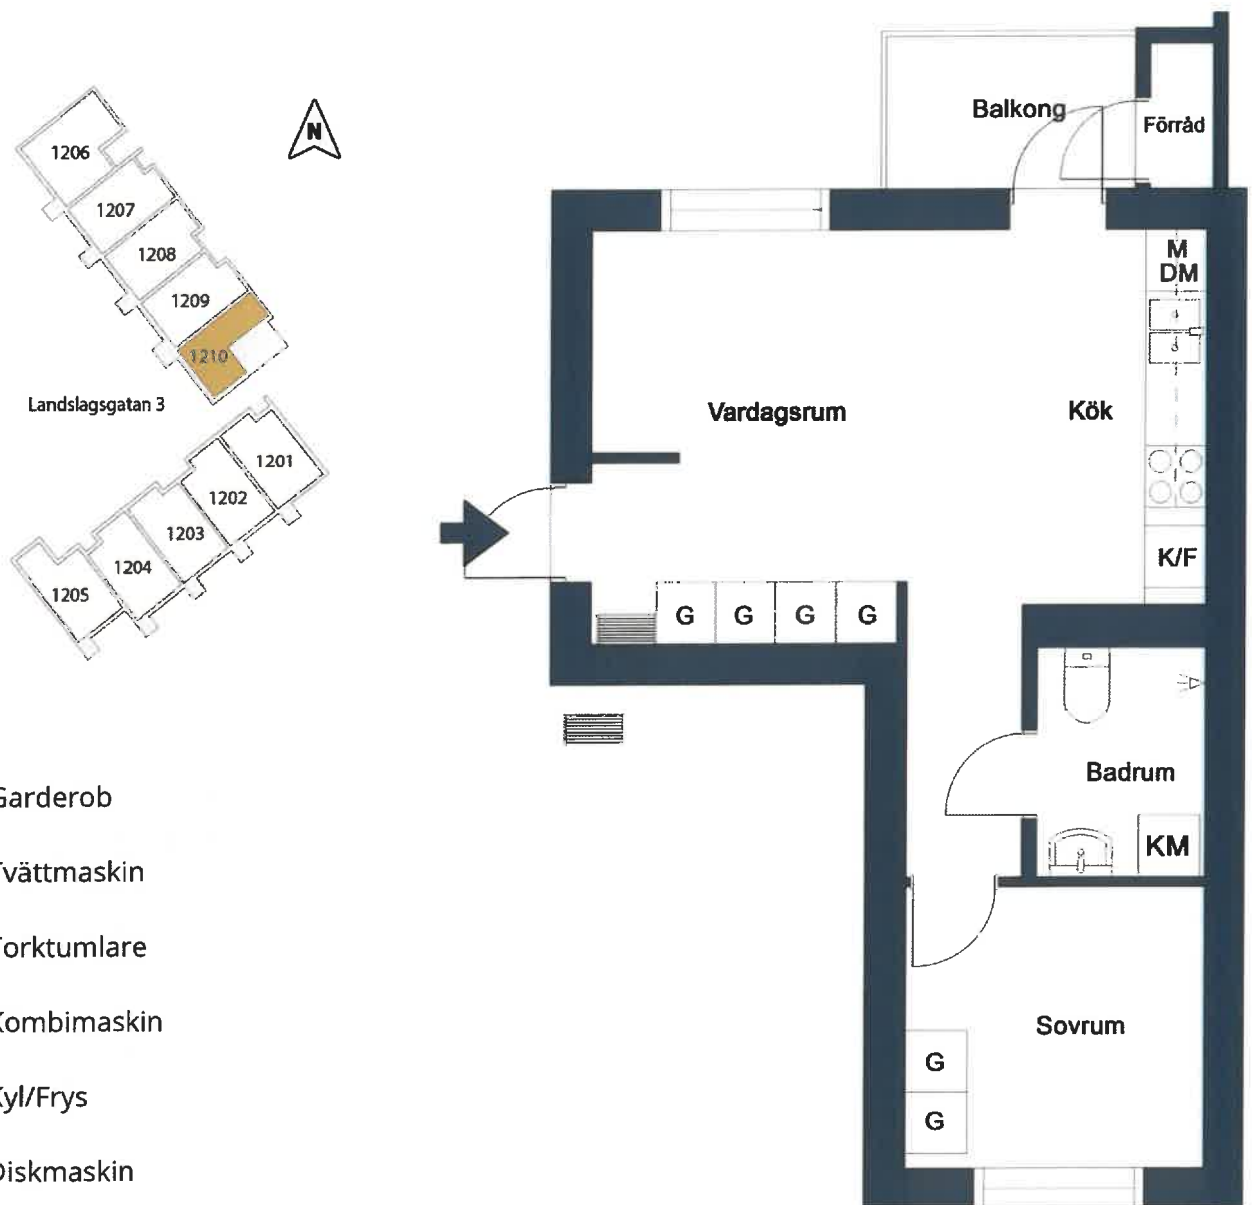 N
1206
1207
1208
1209
1210
Landslagsgatan 3
1201
1202
1203
1204
1205
Balkong
Förråd
M
DM
Vardagsrum
Kök
K/F
G G G G
Badrum
KM
Sovrum
G
G
Garderob
Tvättmaskin
Torktumlare
Kombimaskin
Kyl/Frys
Diskmaskin